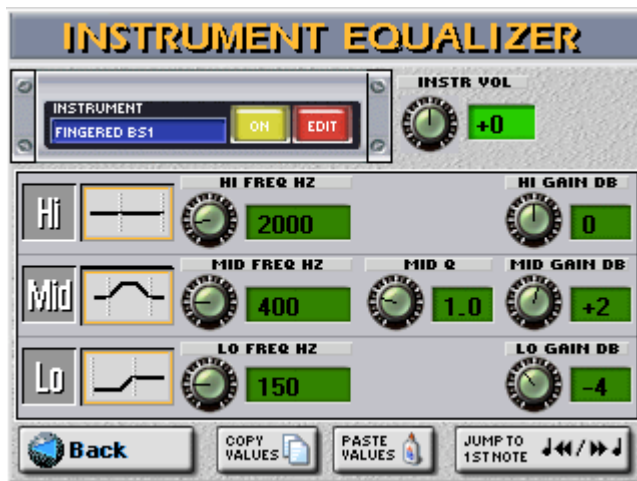 INSTRUMENT EQUALIZER
INSTR VOL
INSTRUMENT
FINGERED BS1
ON
EDIT
+0
HI FREQ HZ
HI GAIN DB
Hi
2000
0
MID FREQ HZ
MID Q
MID GAIN DB
Mid
400
1.0
+2
LO FREQ HZ
LO GAIN DB
Lo
150
-4
Back
COPY
VALUES
PASTE
VALUES
JUMP TO
1ST NOTE